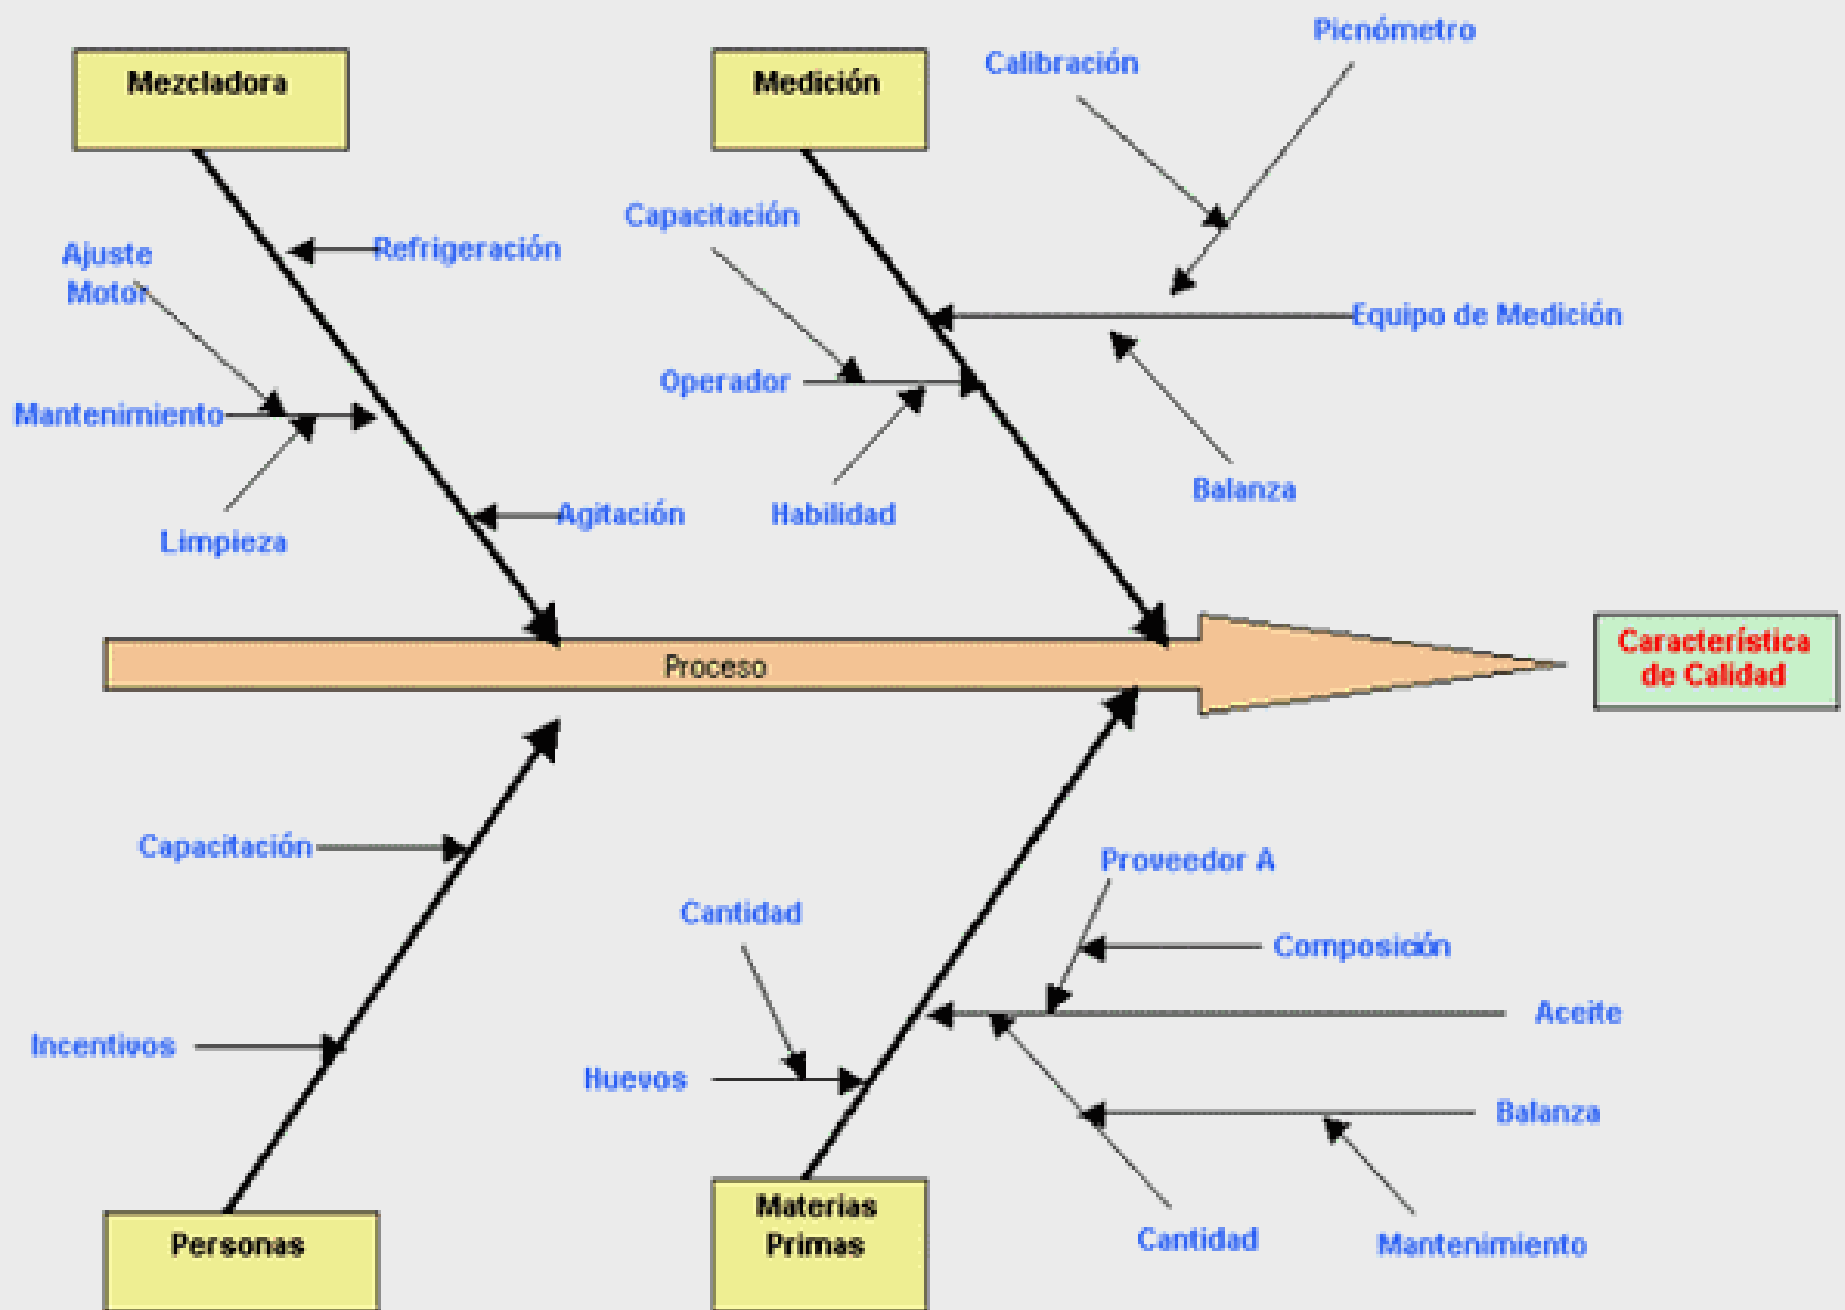 Picnómetro
Calibración
Mezcladora
Medición
Capacitación
Refrigeración
Ajuste
Motor
Equipo de Medición
Operador
Mantenimiento
Balanza
Agitación
Habilidad
Limpieza
Proceso
Característica
de Calidad
Capacitación
Proveedor A
Cantidad
Composición
Aceite
Incentivos
Huevos
Balanza
Materias
Primas
Personas
Cantidad
Mantenimiento